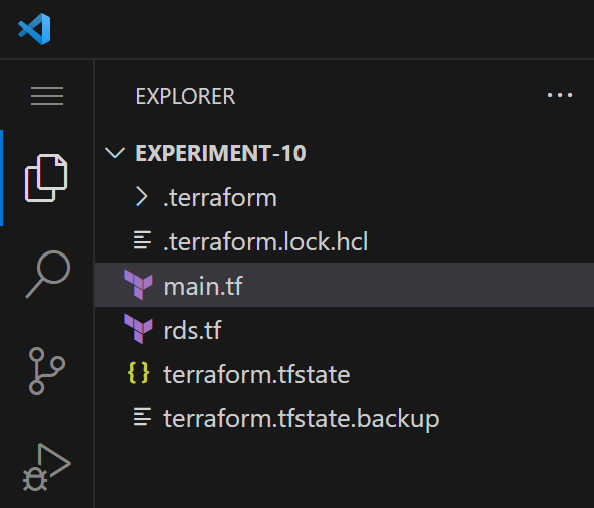 EXPLORER
EXPERIMENT-10
.terraform
.terraform.lock.hcl
main.tf
rds.tf
{} terraform.tfstate
terraform.tfstate.backup